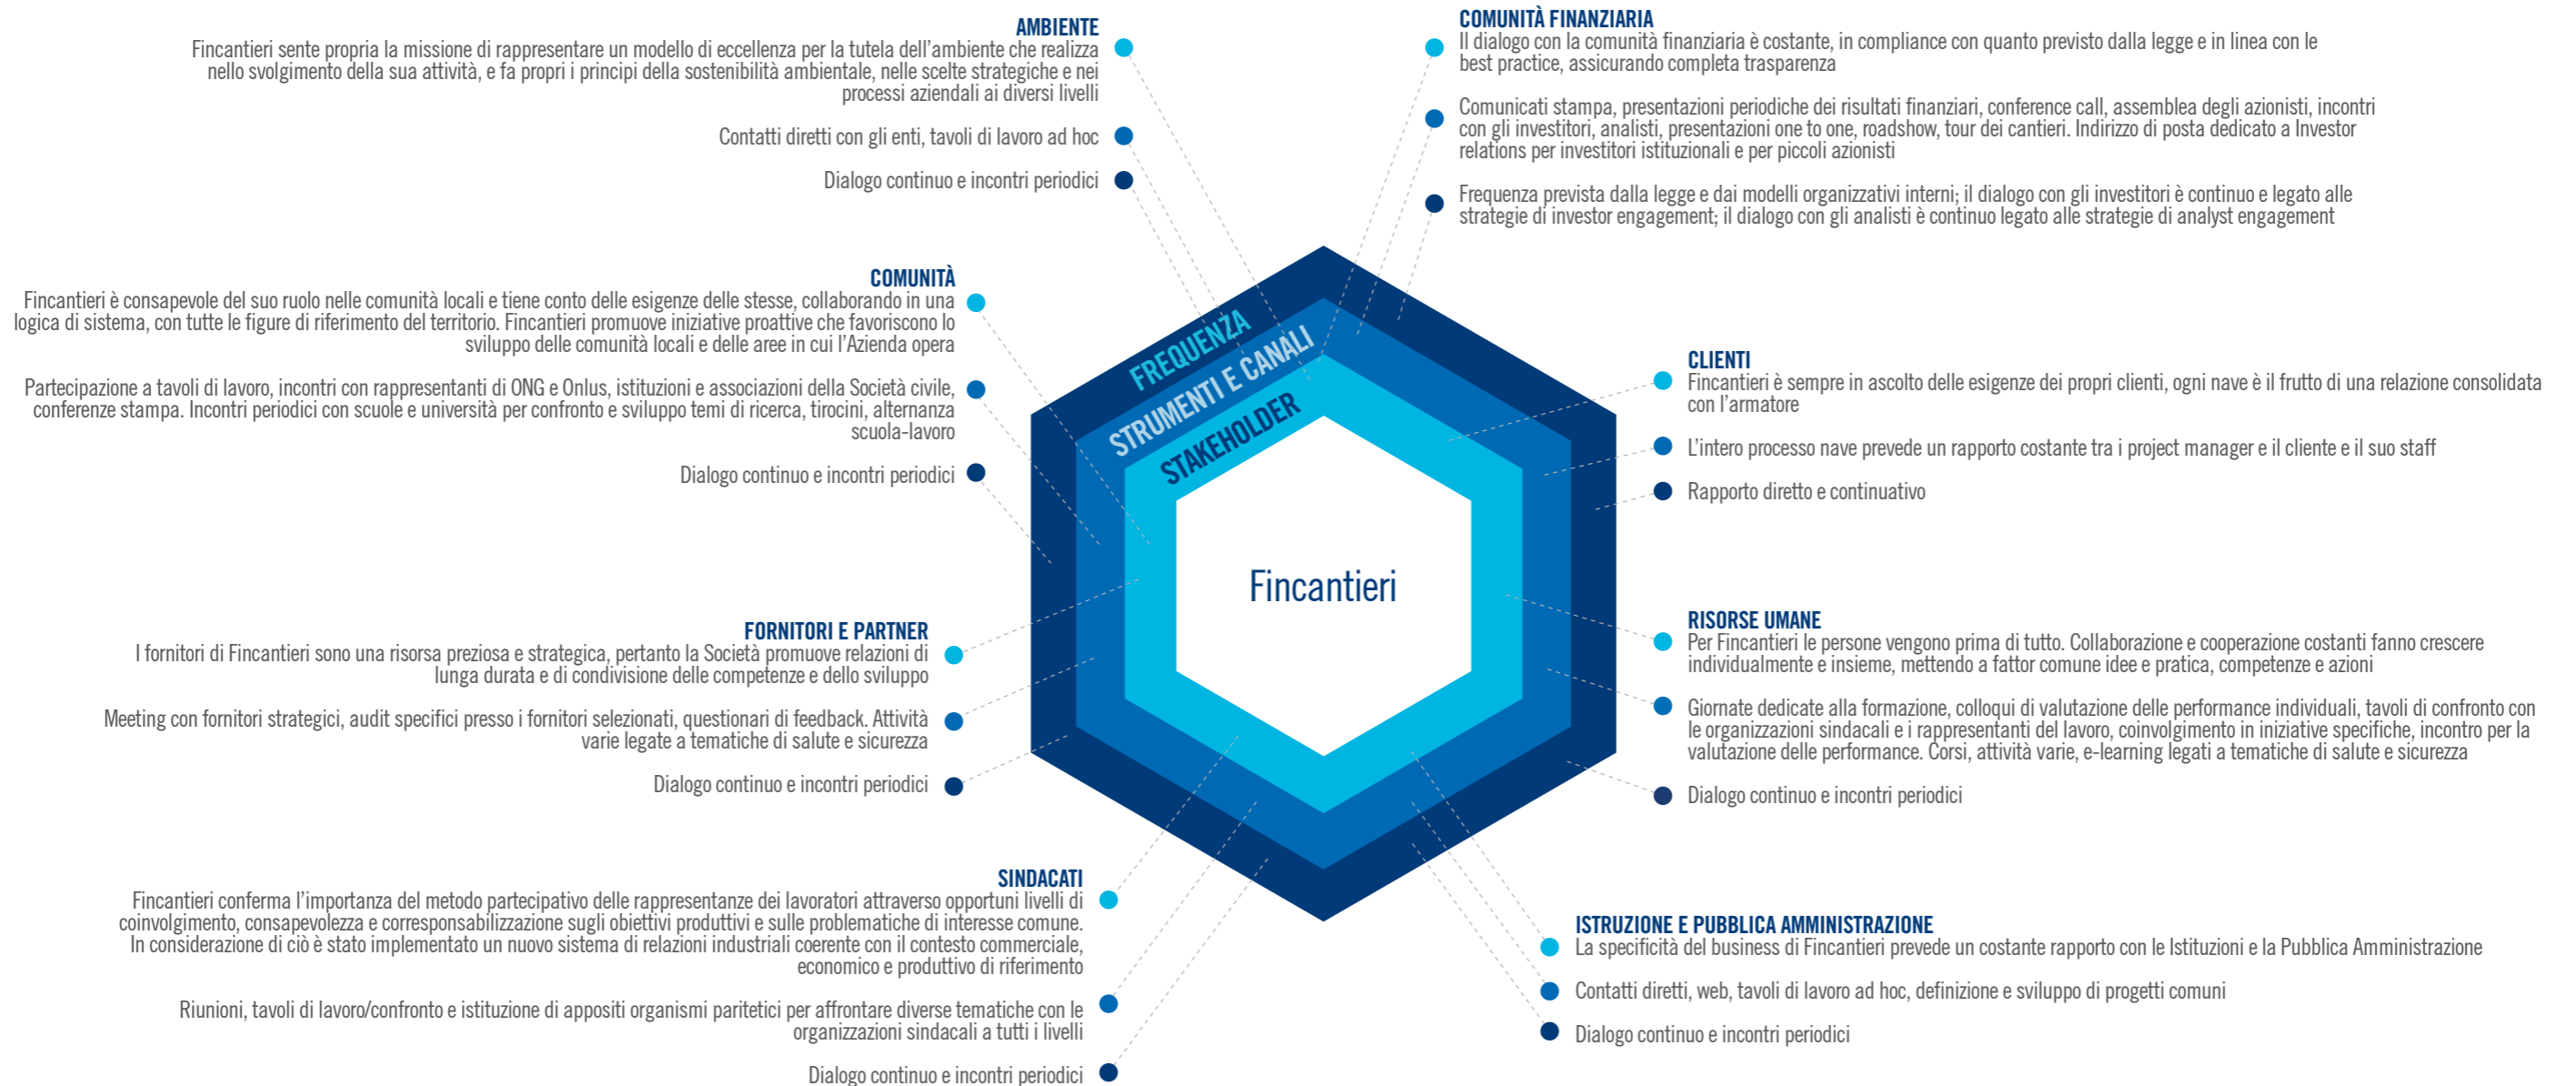 AMBIENTE
Fincantieri sente propria la missione di rappresentare un modello di eccellenza per la tutela dell'ambiente che realizza
nello svolgimento della sua attività, e fa propri i principi della sostenibilità ambientale, nelle scelte strategiche e nei
processi aziendali ai diversi livelli
Contatti diretti con gli enti, tavoli di lavoro ad hoc
Dialogo continuo e incontri periodici
COMUNITÀ
Fincantieri è consapevole del suo ruolo nelle comunità locali e tiene conto delle esigenze delle stesse, collaborando in una
logica di sistema, con tutte le figure di riferimento del territorio. Fincantieri promuove iniziative proattive che favoriscono lo
sviluppo delle comunità locali e delle aree in cui l'Azienda opera
Partecipazione a tavoli di lavoro, incontri con rappresentanti di ONG e Onlus, istituzioni e associazioni della Società civile,
conferenze stampa. Incontri periodici con scuole e università per confronto e sviluppo temi di ricerca, tirocini, alternanza
scuola-lavoro
Dialogo continuo e incontri periodici
FORNITORI E PARTNER
I fornitori di Fincantieri sono una risorsa preziosa e strategica, pertanto la Società promuove relazioni di
lunga durata e di condivisione delle competenze e dello sviluppo
Meeting con fornitori strategici, audit specifici presso i fornitori selezionati, questionari di feedback. Attività
varie legate a tematiche di salute e sicurezza
Dialogo continuo e incontri periodici
SINDACATI
Fincantieri conferma l'importanza del metodo partecipativo delle rappresentanze dei lavoratori attraverso opportuni livelli di
coinvolgimento, consapevolezza e corresponsabilizzazione sugli obiettivi produttivi e sulle problematiche di interesse comune.
In considerazione di ciò è stato implementato un nuovo sistema di relazioni industriali coerente con il contesto commerciale,
economico e produttivo di riferimento
Riunioni, tavoli di lavoro/confronto e istituzione di appositi organismi paritetici per affrontare diverse tematiche con le
organizzazioni sindacali a tutti i livelli
Dialogo continuo e incontri periodici
FREQUENZA
STRUMENTI E CANALI
STAKEHOLDER
Fincantieri
COMUNITÀ FINANZIARIA
Il dialogo con la comunità finanziaria è costante, in compliance con quanto previsto dalla legge e in linea con le
best practice, assicurando completa trasparenza
Comunicati stampa, presentazioni periodiche dei risultati finanziari, conference call, assemblea degli azionisti, incontri
con gli investitori, analisti, presentazioni one to one, roadshow, tour dei cantieri. Indirizzo di posta dedicato a Investor
relations per investitori istituzionali e per piccoli azionisti
Frequenza prevista dalla legge e dai modelli organizzativi interni; il dialogo con gli investitori è continuo e legato alle
strategie di investor engagement; il dialogo con gli analisti è continuo legato alle strategie di analyst engagement
CLIENTI
Fincantieri è sempre in ascolto delle esigenze dei propri clienti, ogni nave è il frutto di una relazione consolidata
con l'armatore
L'intero processo nave prevede un rapporto costante tra i project manager e il cliente e il suo staff
Rapporto diretto e continuativo
RISORSE UMANE
Per Fincantieri le persone vengono prima di tutto. Collaborazione e cooperazione costanti fanno crescere
individualmente e insieme, mettendo a fattor comune idee e pratica, competenze e azioni
Giornate dedicate alla formazione, colloqui di valutazione delle performance individuali, tavoli di confronto con
le organizzazioni sindacali e i rappresentanti del lavoro, coinvolgimento in iniziative specifiche, incontro per la
valutazione delle performance. Corsi, attività varie, e-learning legati a tematiche di salute e sicurezza
Dialogo continuo e incontri periodici
ISTRUZIONE E PUBBLICA AMMINISTRAZIONE
La specificità del business di Fincantieri prevede un costante rapporto con le Istituzioni e la Pubblica Amministrazione
Contatti diretti, web, tavoli di lavoro ad hoc, definizione e sviluppo di progetti comuni
Dialogo continuo e incontri periodici